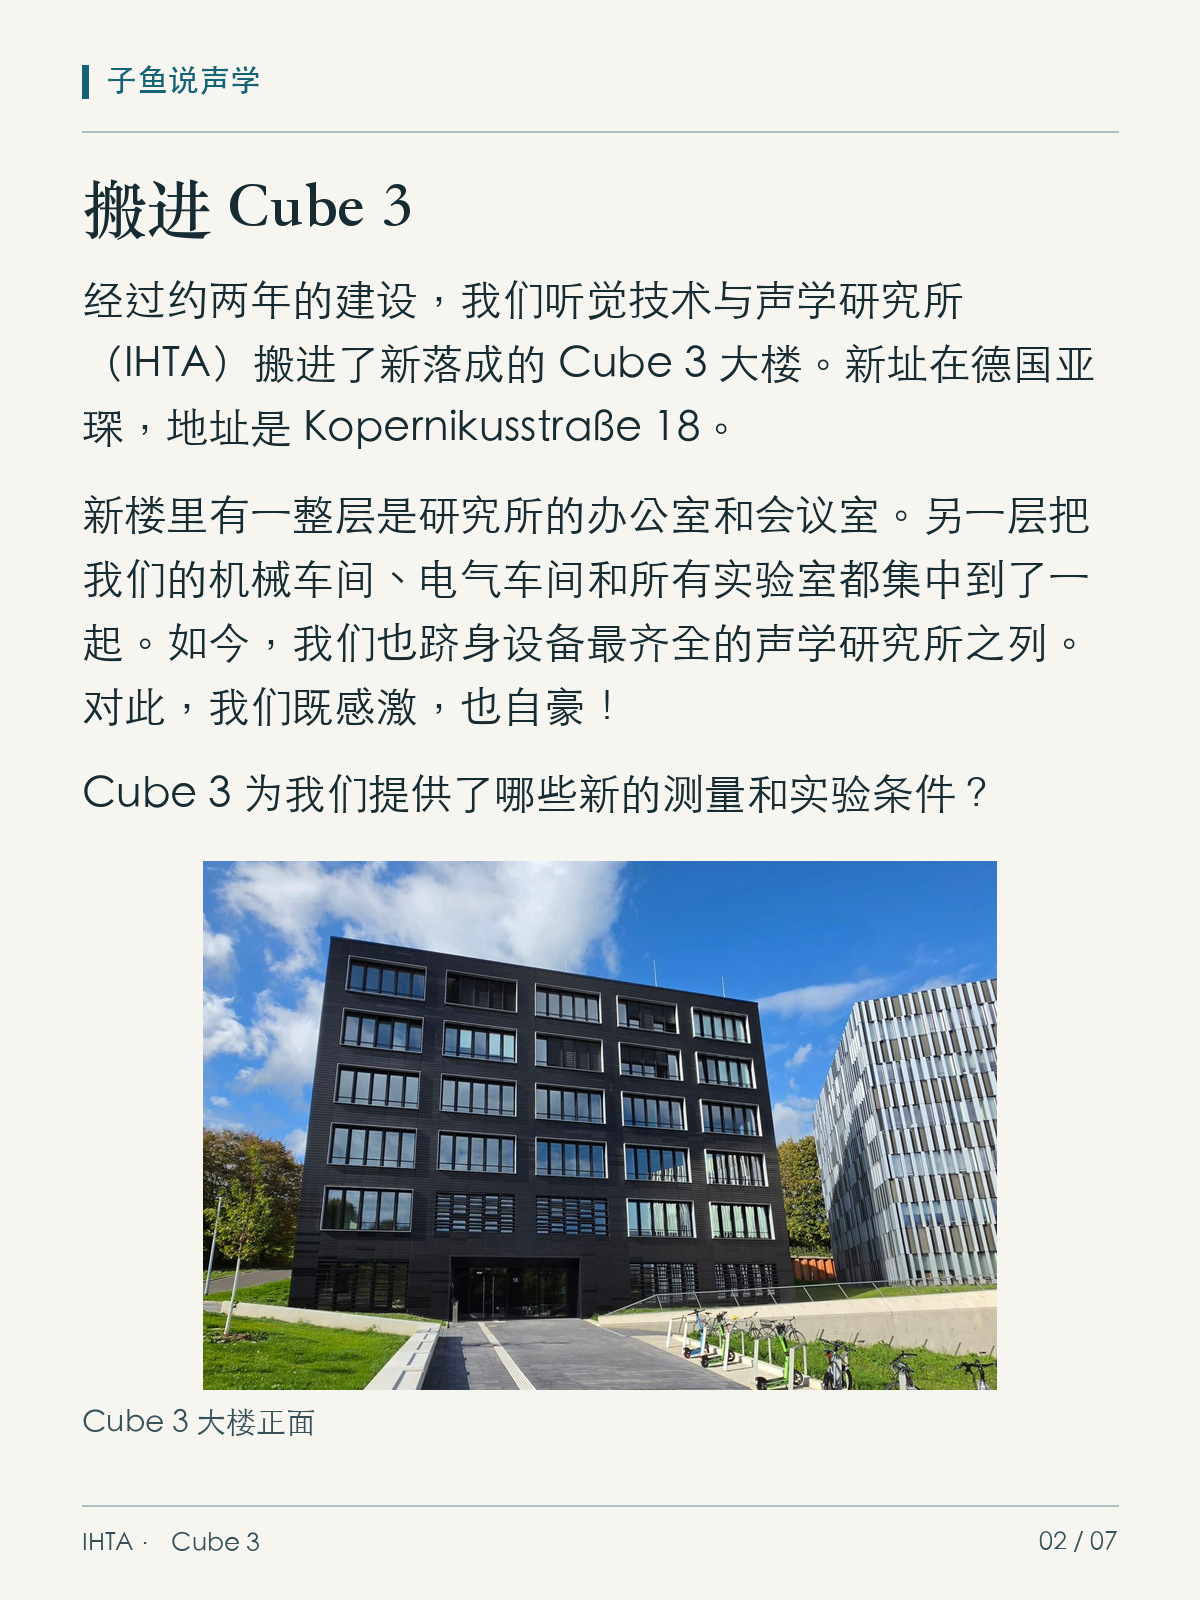 子鱼说声学
搬进 Cube 3
经过约两年的建设，我们听觉技术与声学研究所
（IHTA）搬进了新落成的 Cube 3 大楼。新址在德国亚
琛，地址是 Kopernikusstraße 18。
新楼里有一整层是研究所的办公室和会议室。另一层把
我们的机械车间、电气车间和所有实验室都集中到了一
起。如今，我们也跻身设备最齐全的声学研究所之列。
对此，我们既感激，也自豪！
Cube 3 为我们提供了哪些新的测量和实验条件？
18
Cube 3 大楼正面
IHTA · Cube 3
02 / 07